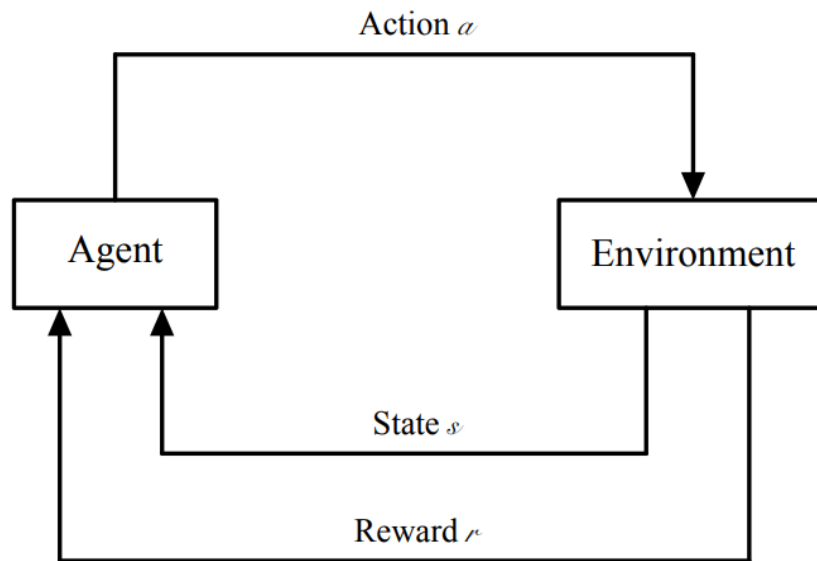 Action a
Agent
Environment
State s
Reward r